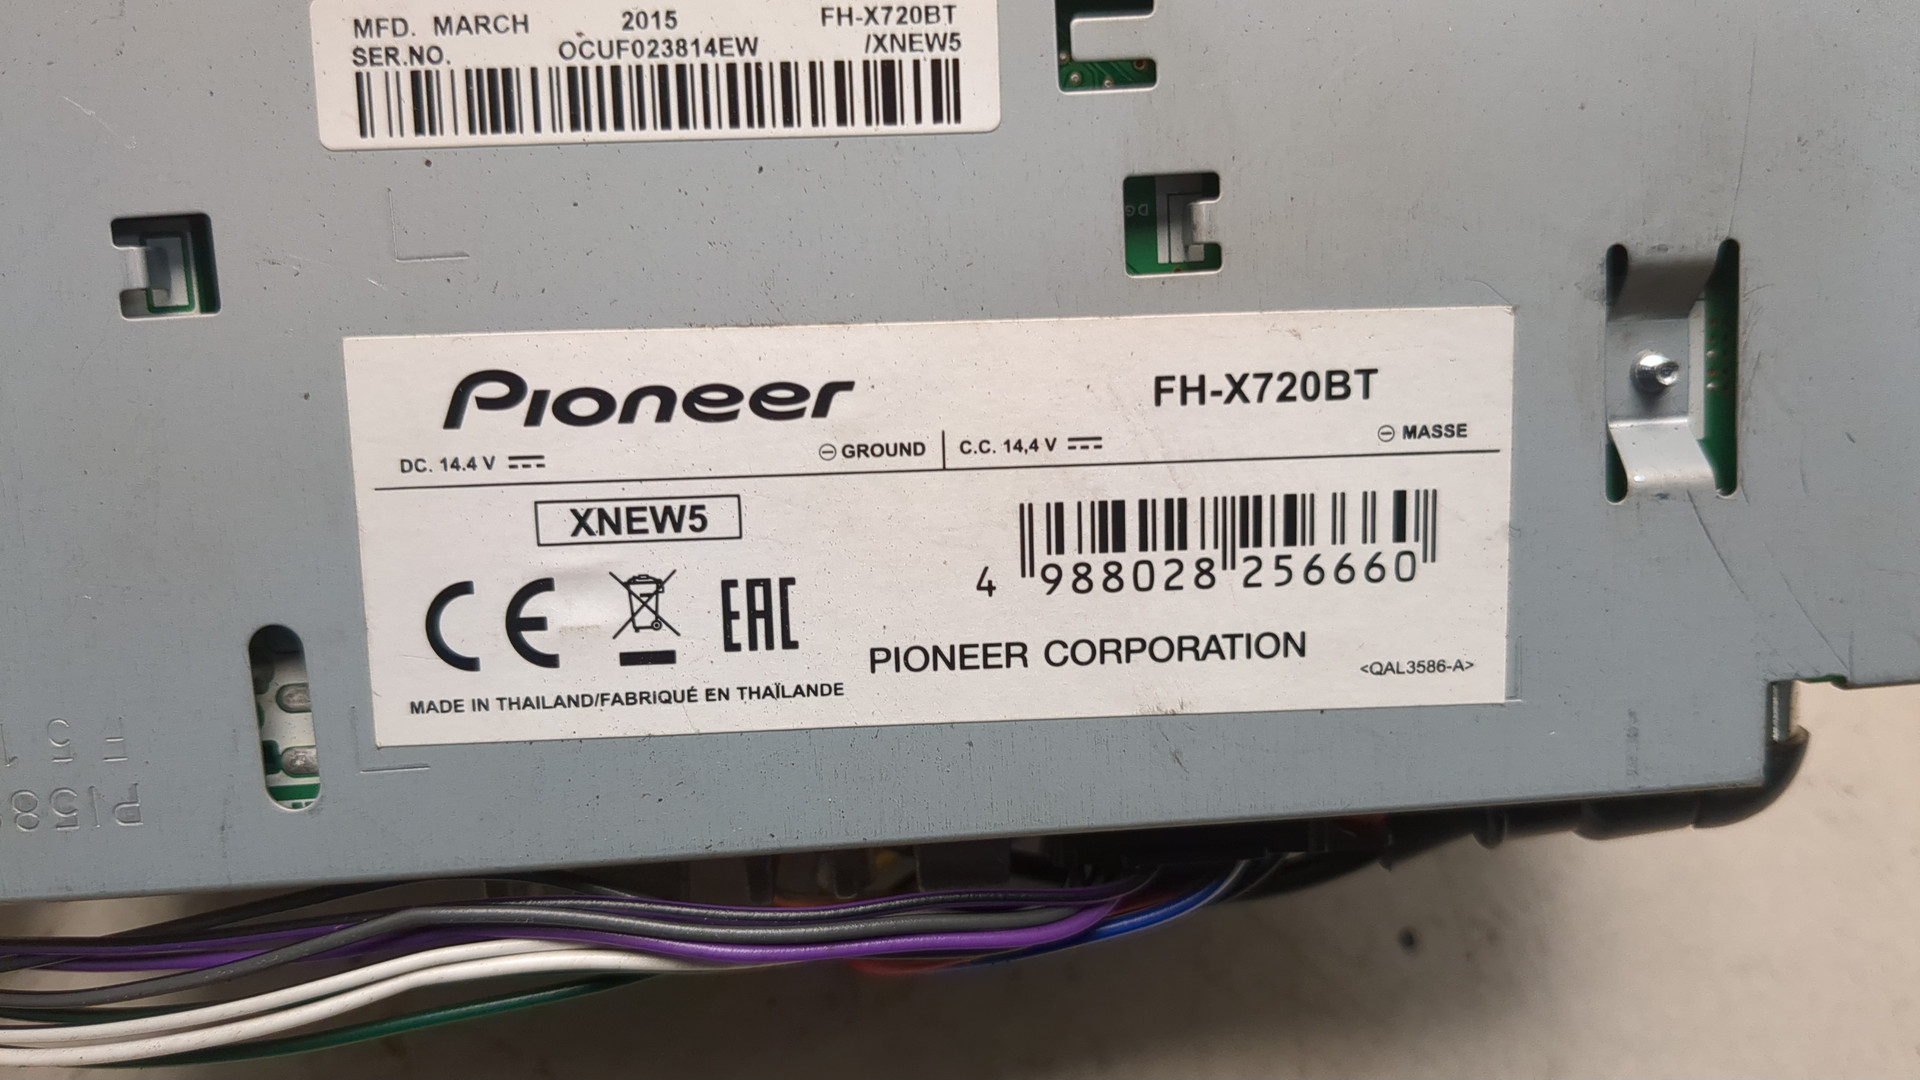 MFD. MARCH 2015 FH-X720BT
SER.NO. OCUF023814EW /XNEW5
DG
Pioneer FH-X720BT
DC. 14.4 V ⊖ GROUND C.C. 14,4 V ⊖ MASSE
XNEW5
4 988028 256660
CE EAC
PIONEER CORPORATION <QAL3586-A>
MADE IN THAILAND/FABRIQUÉ EN THAÏLANDE